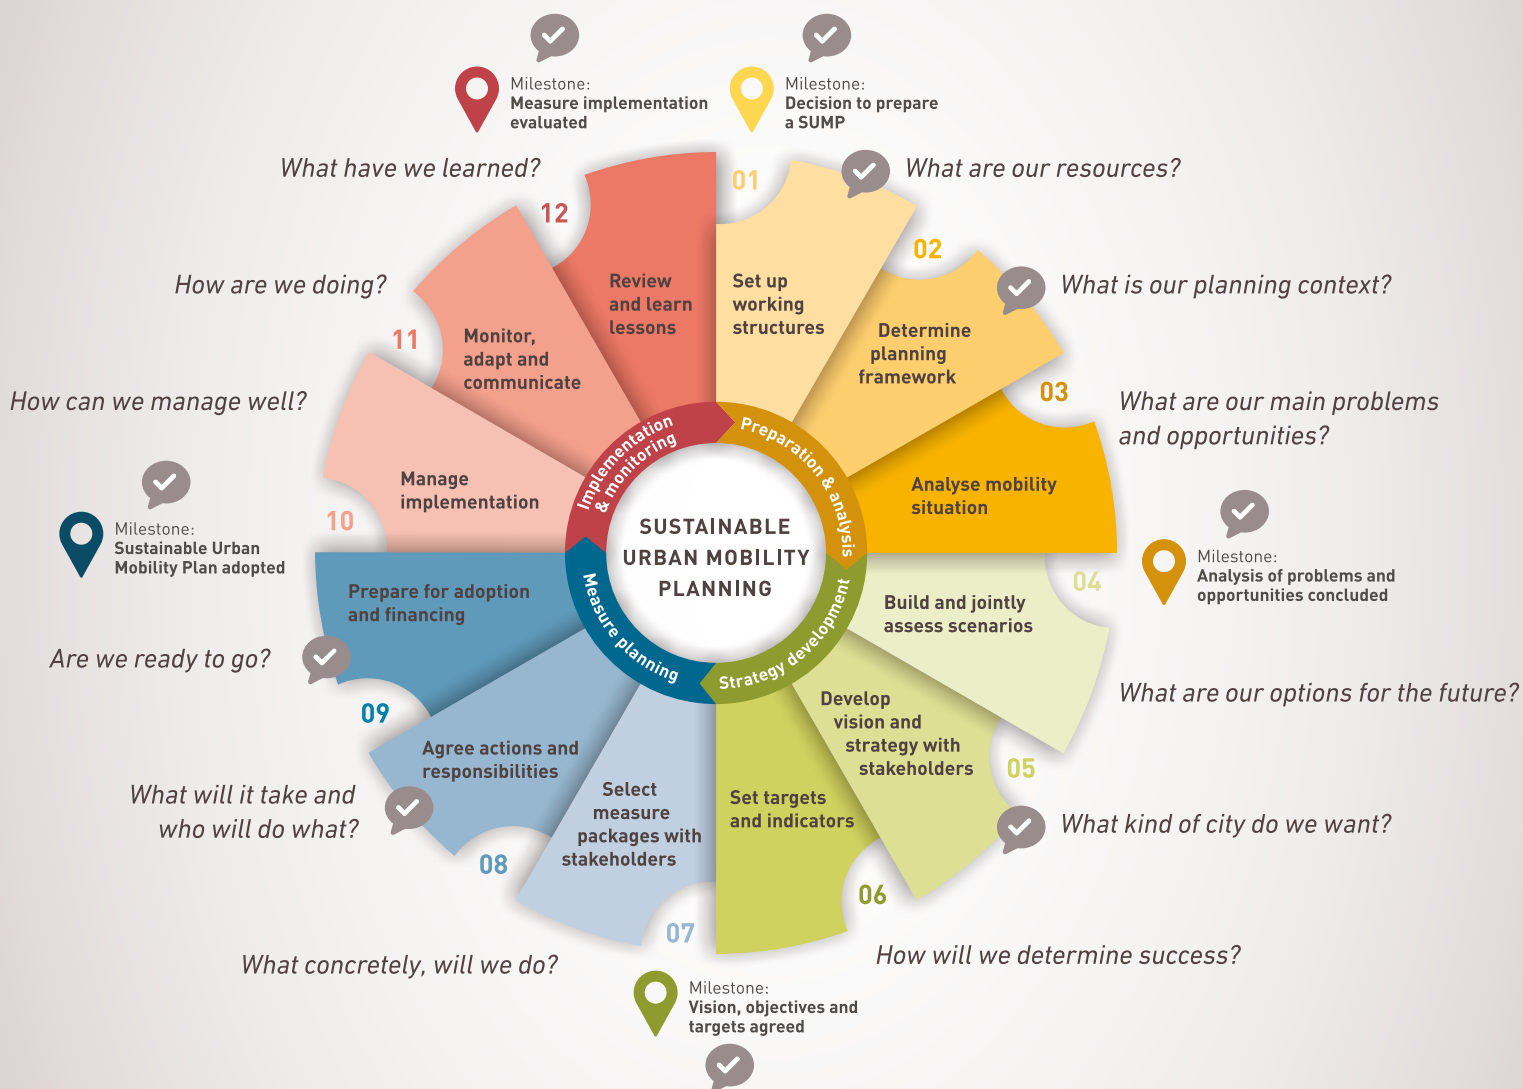 Milestone:
Measure implementation
evaluated
Milestone:
Decision to prepare
a SUMP
What have we learned?
What are our resources?
12
01
02
Review
and learn
lessons
Set up
working
structures
How are we doing?
What is our planning context?
11
Monitor,
adapt and
communicate
Determine
planning
framework
03
How can we manage well?
What are our main problems
and opportunities?
Implementation
& monitoring
Preparation & analysis
Manage
implementation
Analyse mobility
situation
10
Milestone:
Sustainable Urban
Mobility Plan adopted
SUSTAINABLE
URBAN MOBILITY
PLANNING
Milestone:
Analysis of problems and
opportunities concluded
04
Prepare for adoption
and financing
Build and jointly
assess scenarios
Measure planning
Strategy development
Are we ready to go?
What are our options for the future?
09
Agree actions and
responsibilities
Develop
vision and
strategy with
stakeholders
05
What will it take and
who will do what?
Select
measure
packages with
stakeholders
Set targets
and indicators
What kind of city do we want?
08
06
07
What concretely, will we do?
How will we determine success?
Milestone:
Vision, objectives and
targets agreed